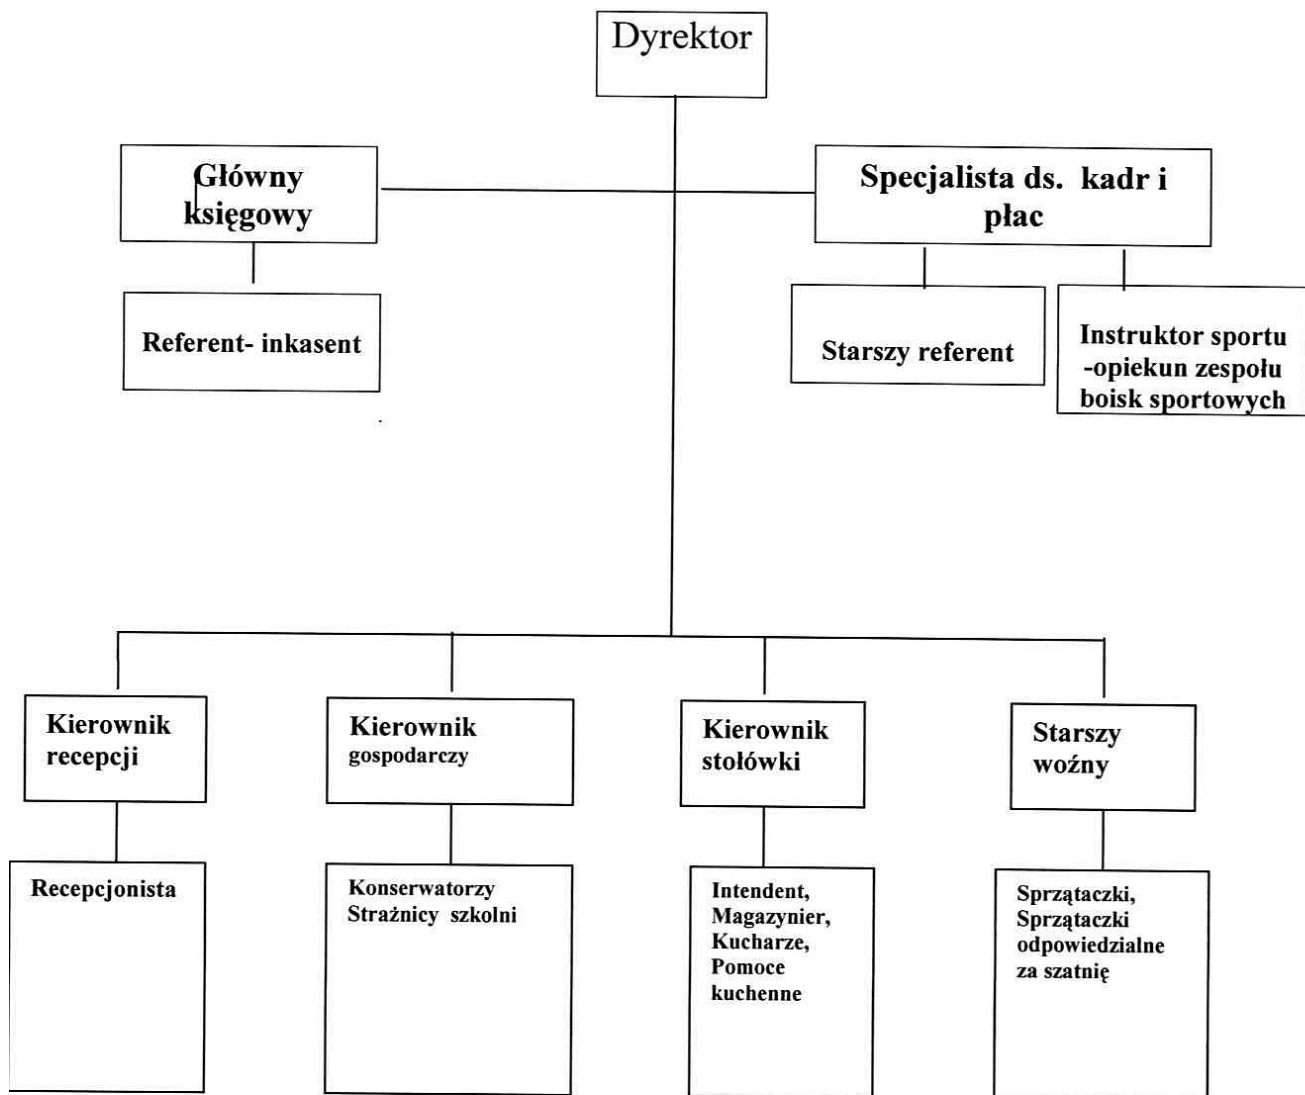 Dyrektor
Główny
księgowy
Specjalista ds. kadr i
płac
Referent- inkasent
Starszy referent
Instruktor sportu
-opiekun zespołu
boisk sportowych
Kierownik
recepcji
Kierownik
gospodarczy
Kierownik
stołówki
Starszy
woźny
Recepcjonista
Konserwatorzy
Strażnicy szkolni
Intendent,
Magazynier,
Kucharze,
Pomoce
kuchenne
Sprzątaczki,
Sprzątaczki
odpowiedzialne
za szatnię